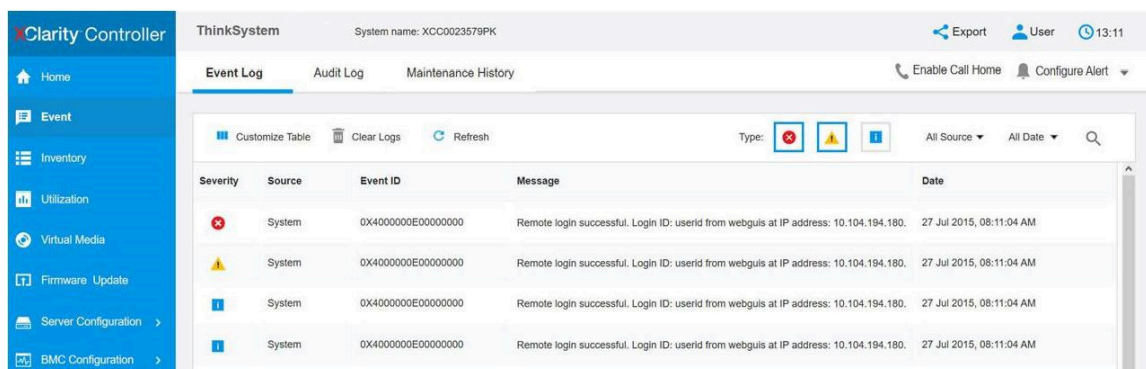 XClarity Controller
ThinkSystem System name: XCC0023579PK Export User 13:11
Home
Event Log Audit Log Maintenance History Enable Call Home Configure Alert
Event
Customize Table Clear Logs Refresh Type: All Source All Date
Inventory
Severity Source Event ID Message Date
Utilization
System 0X4000000E00000000 Remote login successful. Login ID: userid from webguis at IP address: 10.104.194.180. 27 Jul 2015, 08:11:04 AM
Virtual Media
System 0X4000000E00000000 Remote login successful. Login ID: userid from webguis at IP address: 10.104.194.180. 27 Jul 2015, 08:11:04 AM
Firmware Update
System 0X4000000E00000000 Remote login successful. Login ID: userid from webguis at IP address: 10.104.194.180. 27 Jul 2015, 08:11:04 AM
Server Configuration
System 0X4000000E00000000 Remote login successful. Login ID: userid from webguis at IP address: 10.104.194.180. 27 Jul 2015, 08:11:04 AM
BMC Configuration